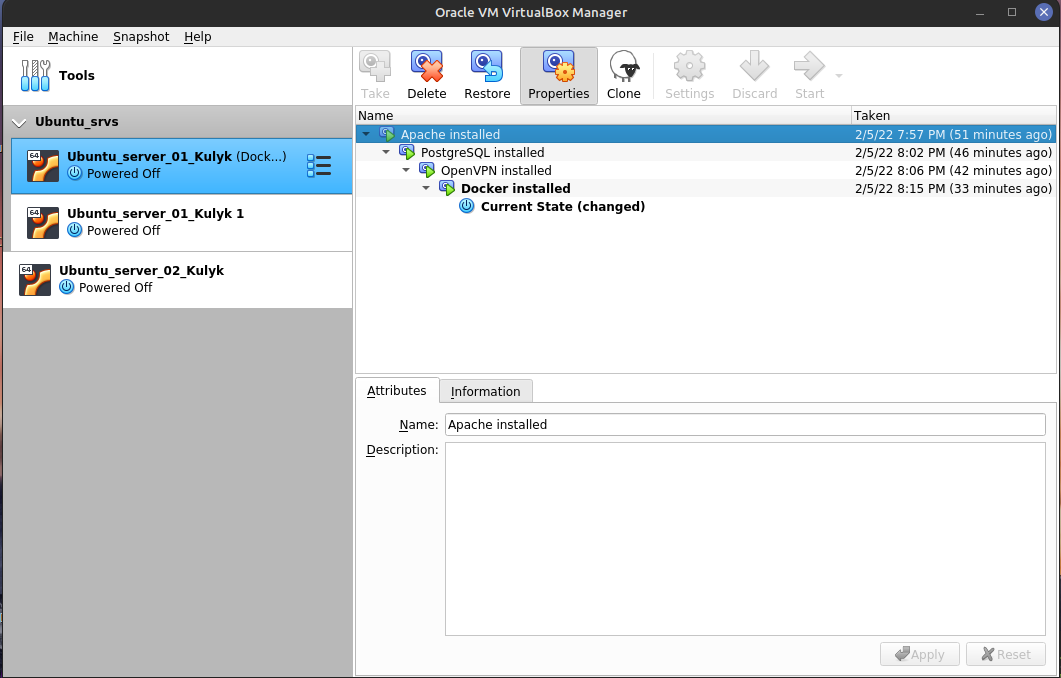 Oracle VM VirtualBox Manager
File Machine Snapshot Help
Tools
Take Delete Restore Properties Clone Settings Discard Start
Ubuntu_srvs
64
Ubuntu_server_01_Kulyk (Dock...)
Powered Off
64
Ubuntu_server_01_Kulyk 1
Powered Off
64
Ubuntu_server_02_Kulyk
Powered Off
Name Taken
Apache installed 2/5/22 7:57 PM (51 minutes ago)
PostgreSQL installed 2/5/22 8:02 PM (46 minutes ago)
OpenVPN installed 2/5/22 8:06 PM (42 minutes ago)
Docker installed 2/5/22 8:15 PM (33 minutes ago)
Current State (changed)
Attributes Information
Name: Apache installed
Description:
Apply Reset